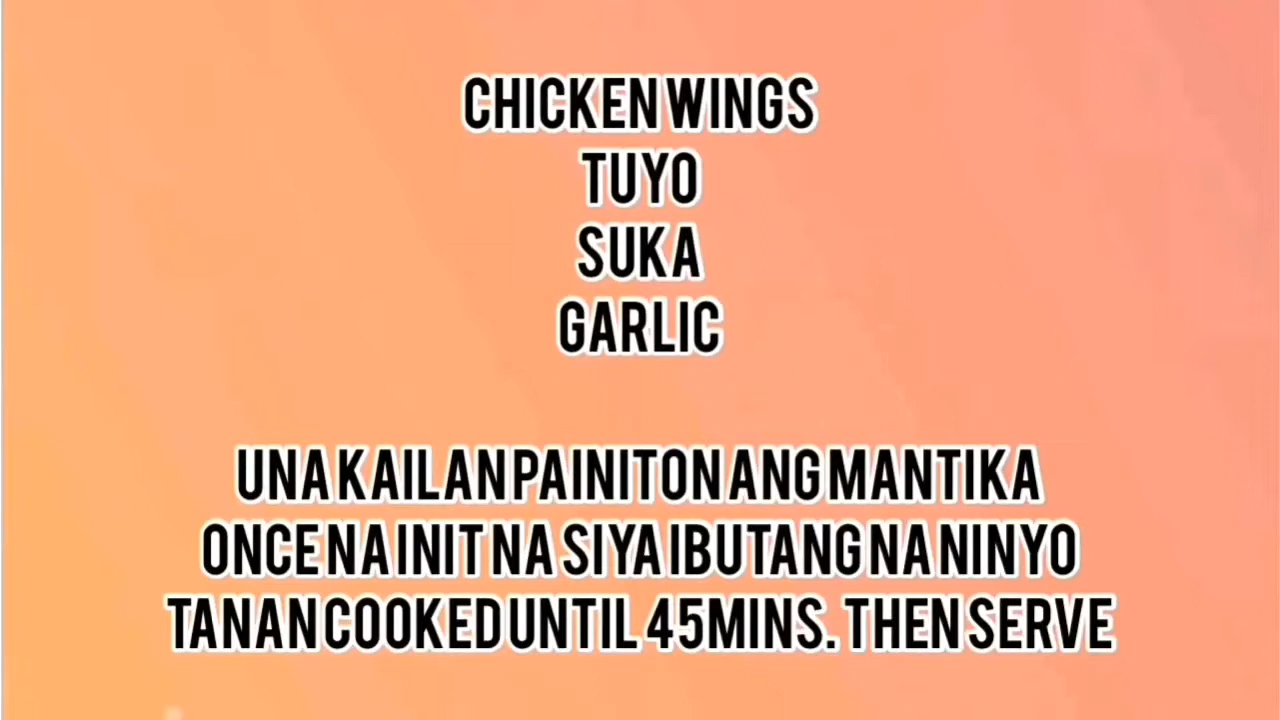 CHICKEN WINGS
TUYO
SUKA
GARLIC
UNA KAILAN PAINITON ANG MANTIKA
ONCE NA INIT NA SIYA IBUTANG NA NINYO
TANAN COOKED UNTIL 45MINS. THEN SERVE